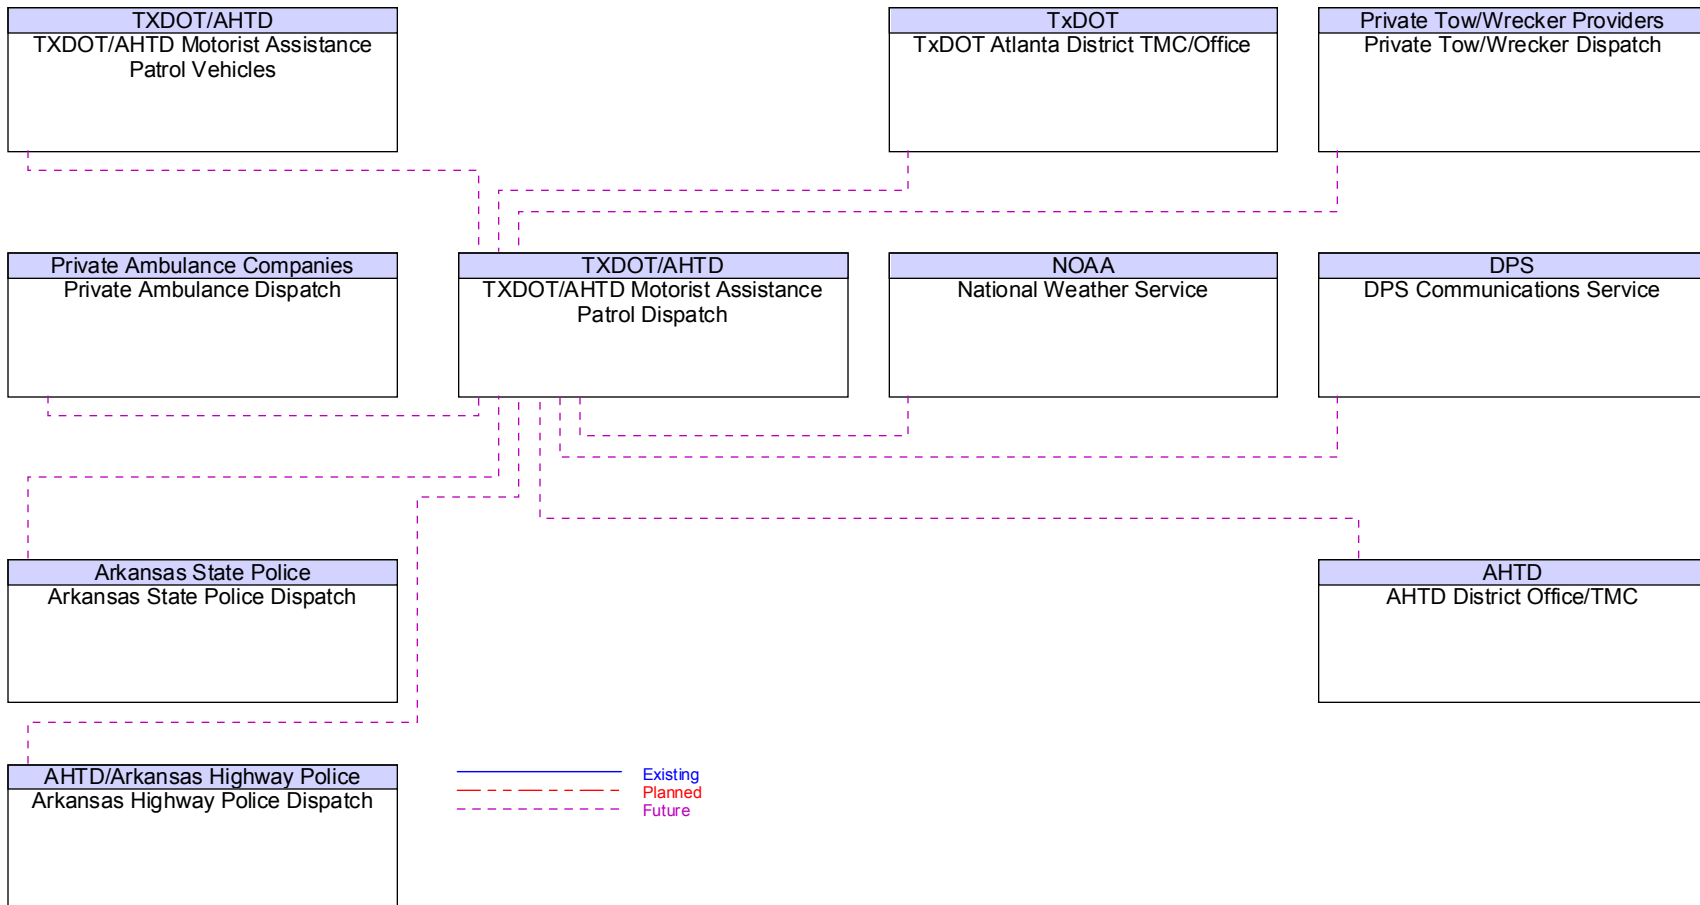 TXDOT/AHTD
TXDOT/AHTD Motorist Assistance
Patrol Vehicles
TxDOT
TxDOT Atlanta District TMC/Office
Private Tow/Wrecker Providers
Private Tow/Wrecker Dispatch
Private Ambulance Companies
Private Ambulance Dispatch
TXDOT/AHTD
TXDOT/AHTD Motorist Assistance
Patrol Dispatch
NOAA
National Weather Service
DPS
DPS Communications Service
Arkansas State Police
Arkansas State Police Dispatch
AHTD
AHTD District Office/TMC
AHTD/Arkansas Highway Police
Arkansas Highway Police Dispatch
Existing
Planned
Future